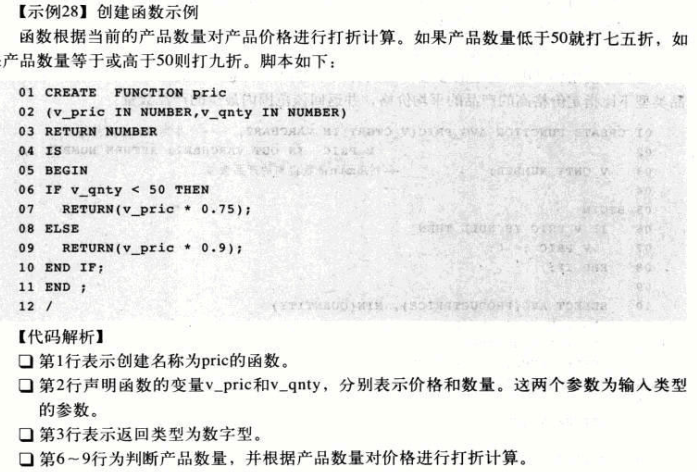 【示例28】创建函数示例
函数根据当前的产品数量对产品价格进行打折计算。如果产品数量低于50就打七五折，如
产品数量等于或高于50则打九折。脚本如下：
01 CREATE FUNCTION pric
02 (v_pric IN NUMBER,v_qnty IN NUMBER)
03 RETURN NUMBER
04 IS
05 BEGIN
06 IF v_qnty < 50 THEN
07 RETURN(v_pric * 0.75);
08 ELSE
09 RETURN(v_pric * 0.9);
10 END IF;
11 END ;
12 /
【代码解析】
❑ 第1行表示创建名称为pric的函数。
❑ 第2行声明函数的变量v_pric和v_qnty，分别表示价格和数量。这两个参数为输入类型
的参数。
❑ 第3行表示返回类型为数字型。
❑ 第6～9行为判断产品数量，并根据产品数量对价格进行打折计算。